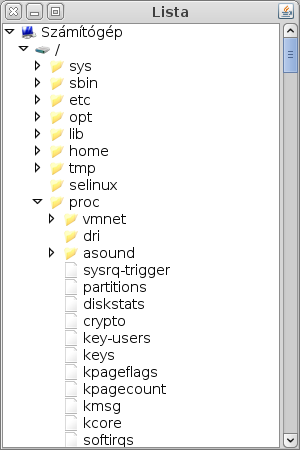 Lista
Számítógép
/
sys
sbin
etc
opt
lib
home
tmp
selinux
proc
vmnet
dri
asound
sysrq-trigger
partitions
diskstats
crypto
key-users
keys
kpageflags
kpagecount
kmsg
kcore
softirqs